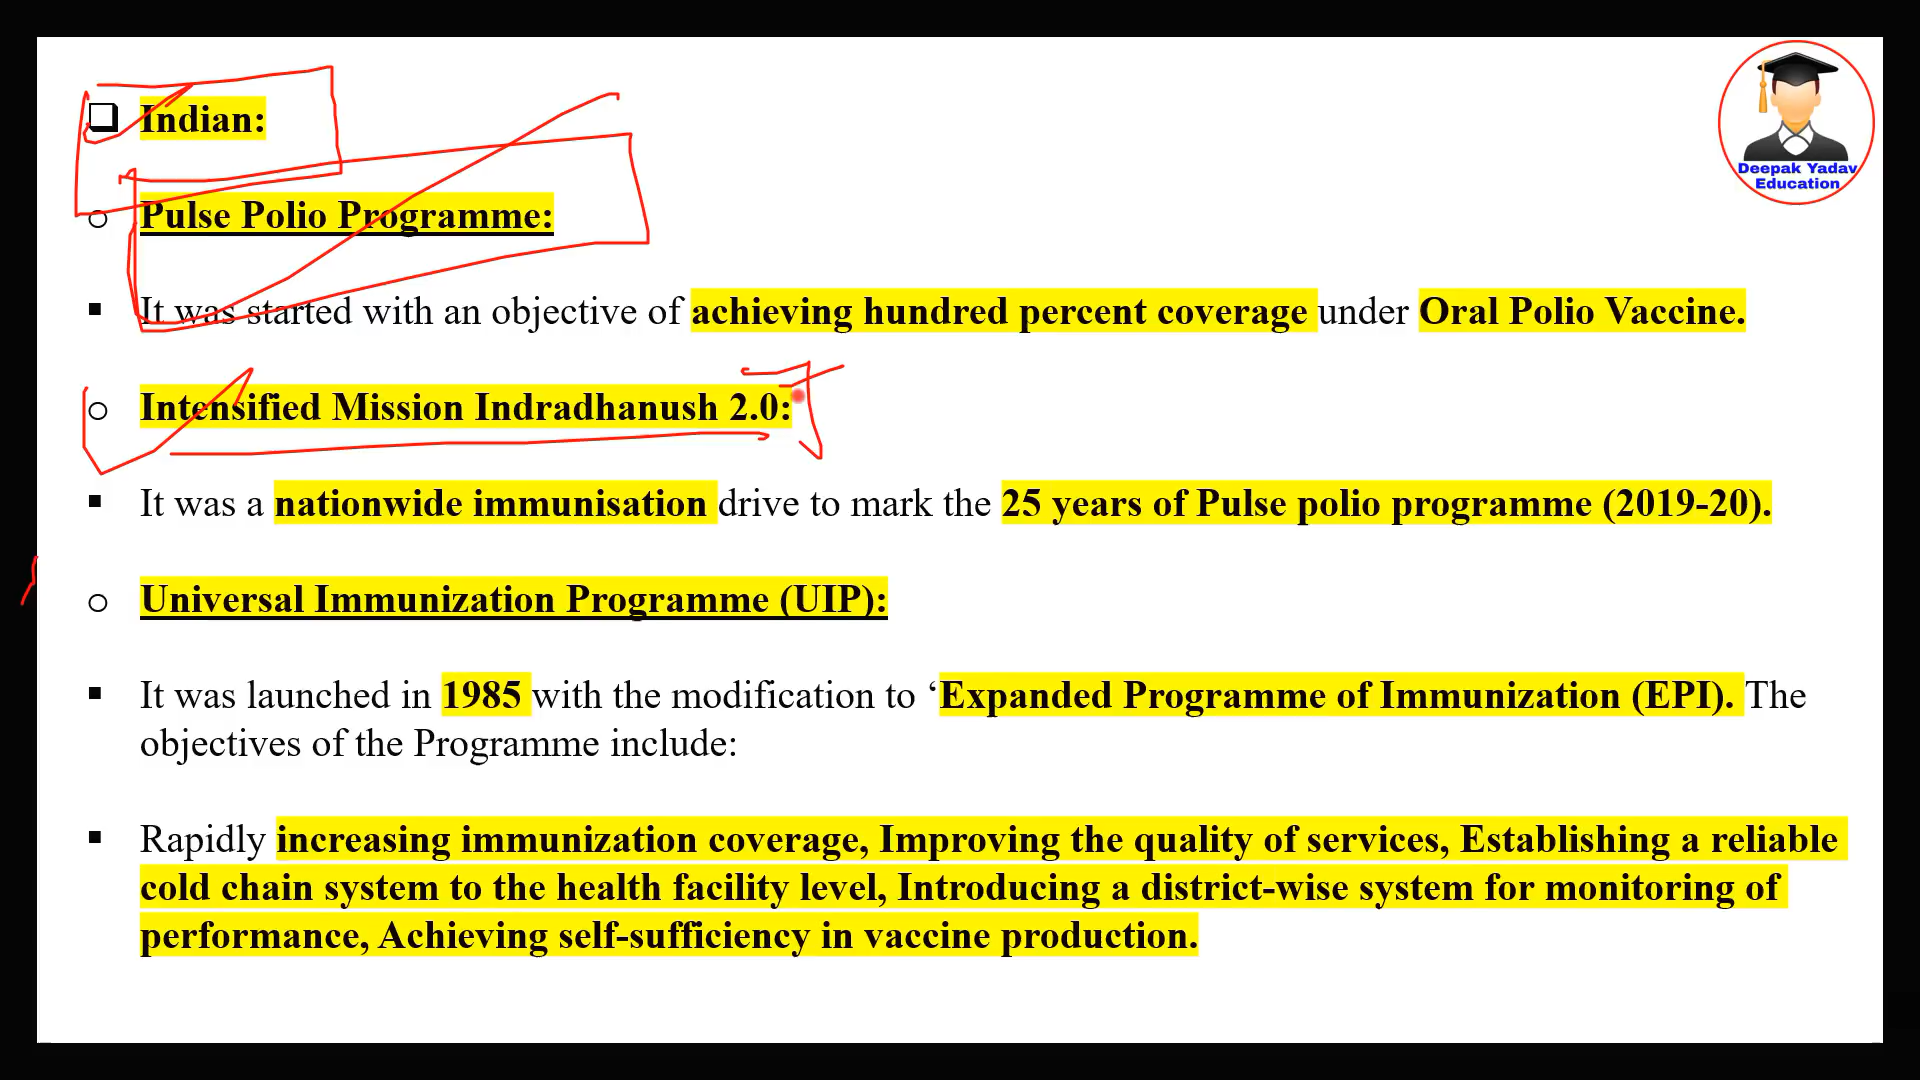 Indian:
Pulse Polio Programme:
It was started with an objective of achieving hundred percent coverage under Oral Polio Vaccine.
Intensified Mission Indradhanush 2.0:
It was a nationwide immunisation drive to mark the 25 years of Pulse polio programme (2019-20).
Universal Immunization Programme (UIP):
It was launched in 1985 with the modification to ‘Expanded Programme of Immunization (EPI). The
objectives of the Programme include:
Rapidly increasing immunization coverage, Improving the quality of services, Establishing a reliable
cold chain system to the health facility level, Introducing a district-wise system for monitoring of
performance, Achieving self-sufficiency in vaccine production.
Deepak Yadav
Education